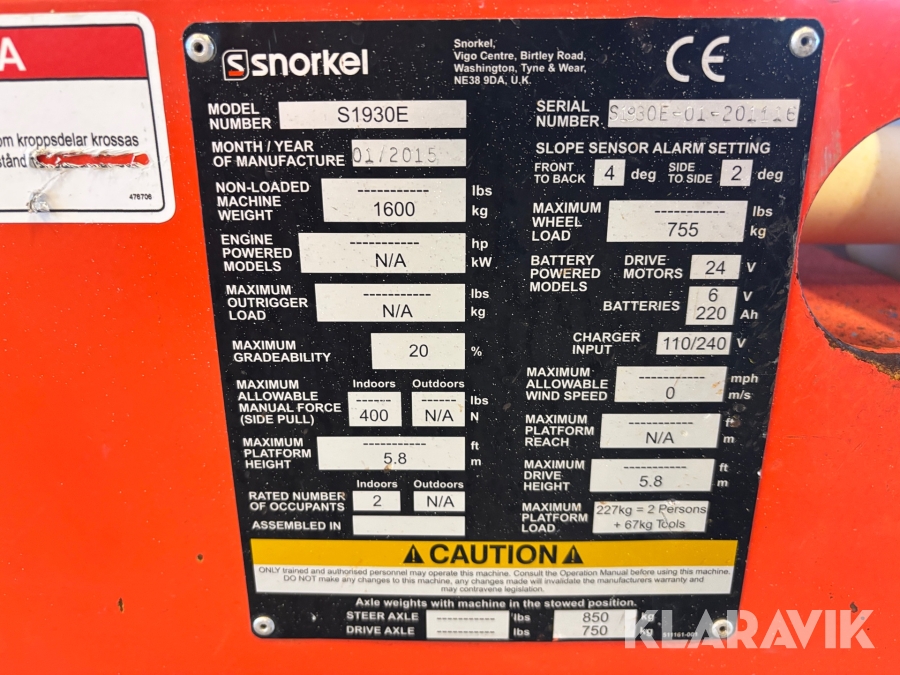 A
om kroppsdelar krossas
stånd
476706
Ssnorkel
Snorkel,
Vigo Centre, Birtley Road,
Washington, Tyne & Wear,
NE38 9DA, U.K.
CE
MODEL NUMBER S1930E
SERIAL NUMBER S1930E-01-201116
MONTH / YEAR OF MANUFACTURE 01/2015
SLOPE SENSOR ALARM SETTING
FRONT TO BACK 4 deg SIDE TO SIDE 2 deg
NON-LOADED MACHINE WEIGHT ----------- lbs
1600 kg
MAXIMUM WHEEL LOAD ----------- lbs
755 kg
ENGINE POWERED MODELS ----------- hp
N/A kW
BATTERY POWERED MODELS DRIVE MOTORS 24 V
BATTERIES 6 V
220 Ah
MAXIMUM OUTRIGGER LOAD ----------- lbs
N/A kg
CHARGER INPUT 110/240 V
MAXIMUM GRADEABILITY 20 %
MAXIMUM ALLOWABLE WIND SPEED ----------- mph
0 m/s
Indoors Outdoors
MAXIMUM ALLOWABLE MANUAL FORCE (SIDE PULL) ----- ----- lbs
400 N/A N
MAXIMUM PLATFORM REACH ----------- ft
N/A m
MAXIMUM PLATFORM HEIGHT ----------- ft
5.8 m
MAXIMUM DRIVE HEIGHT ----------- ft
5.8 m
Indoors Outdoors
RATED NUMBER OF OCCUPANTS 2 N/A
MAXIMUM PLATFORM LOAD 227kg = 2 Persons
+ 67kg Tools
ASSEMBLED IN
CAUTION
ONLY trained and authorised personnel may operate this machine. Consult the Operation Manual before using this machine.
DO NOT make any changes to this machine, any changes made will invalidate the manufacturers warranty and
may contravene legislation.
Axle weights with machine in the stowed position.
STEER AXLE ----------- lbs 850 kg
DRIVE AXLE ----------- lbs 750 kg
511161-001
KLARAVIK